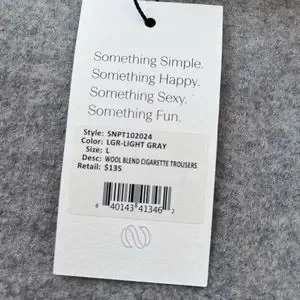 Something Simple.
Something Happy.
Something Sexy.
Something Fun.
Style: SNPT102024
Color: LGR-LIGHT GRAY
Size: L
Desc: WOOL BLEND CIGARETTE TROUSERS
Retail: $135
8 40143 41346 2